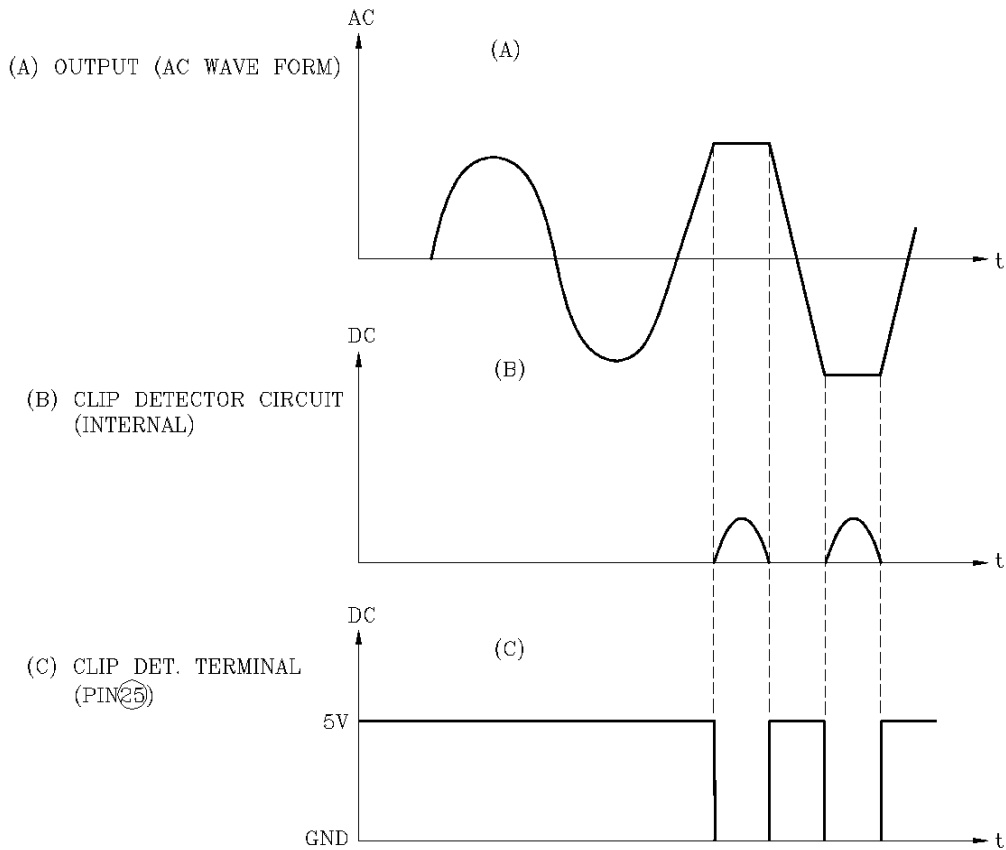 AC
(A) OUTPUT (AC WAVE FORM)
(A)
t
DC
(B) CLIP DETECTOR CIRCUIT
(INTERNAL)
(B)
t
DC
(C) CLIP DET. TERMINAL
(PIN25)
(C)
5V
GND
t